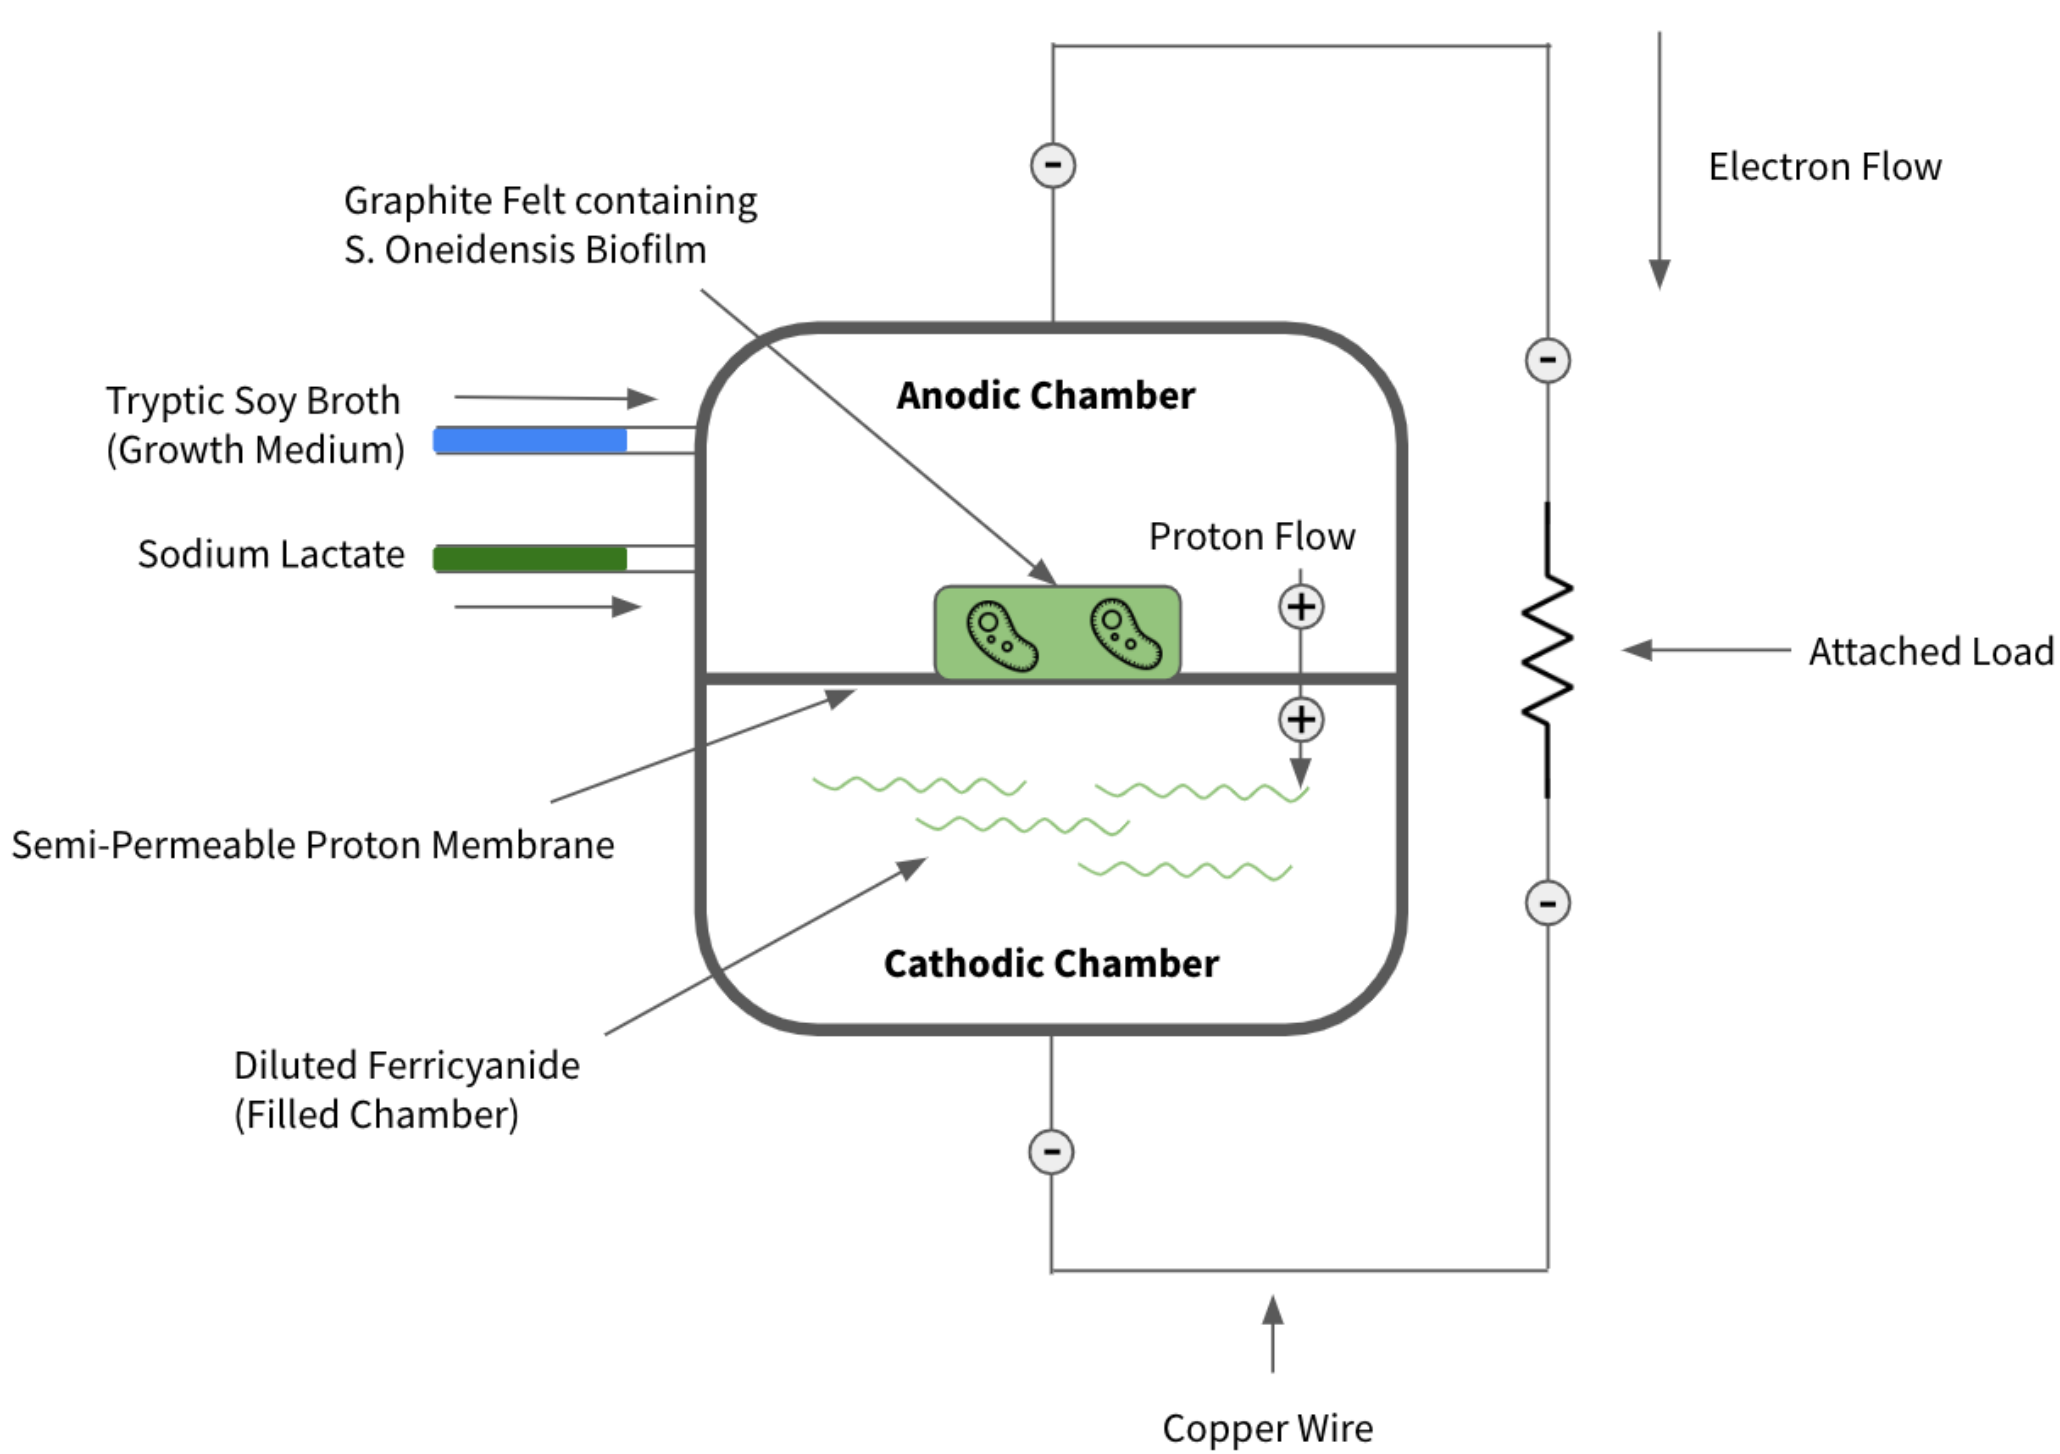 Electron Flow
Graphite Felt containing
S. Oneidensis Biofilm
-
-
Anodic Chamber
Tryptic Soy Broth
(Growth Medium)
Proton Flow
Sodium Lactate
+
Attached Load
+
Semi-Permeable Proton Membrane
-
Cathodic Chamber
Diluted Ferricyanide
(Filled Chamber)
-
Copper Wire